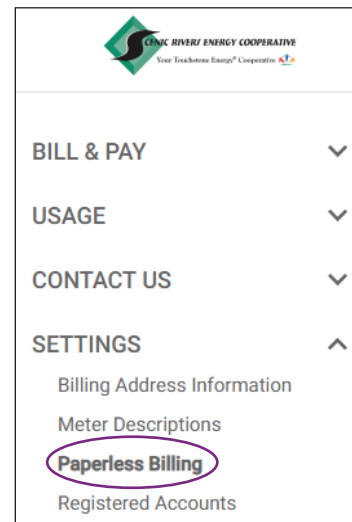 SCENIC RIVERS ENERGY COOPERATIVE
Your Touchstone Energy® Cooperative
BILL & PAY
USAGE
CONTACT US
SETTINGS
Billing Address Information
Meter Descriptions
Paperless Billing
Registered Accounts